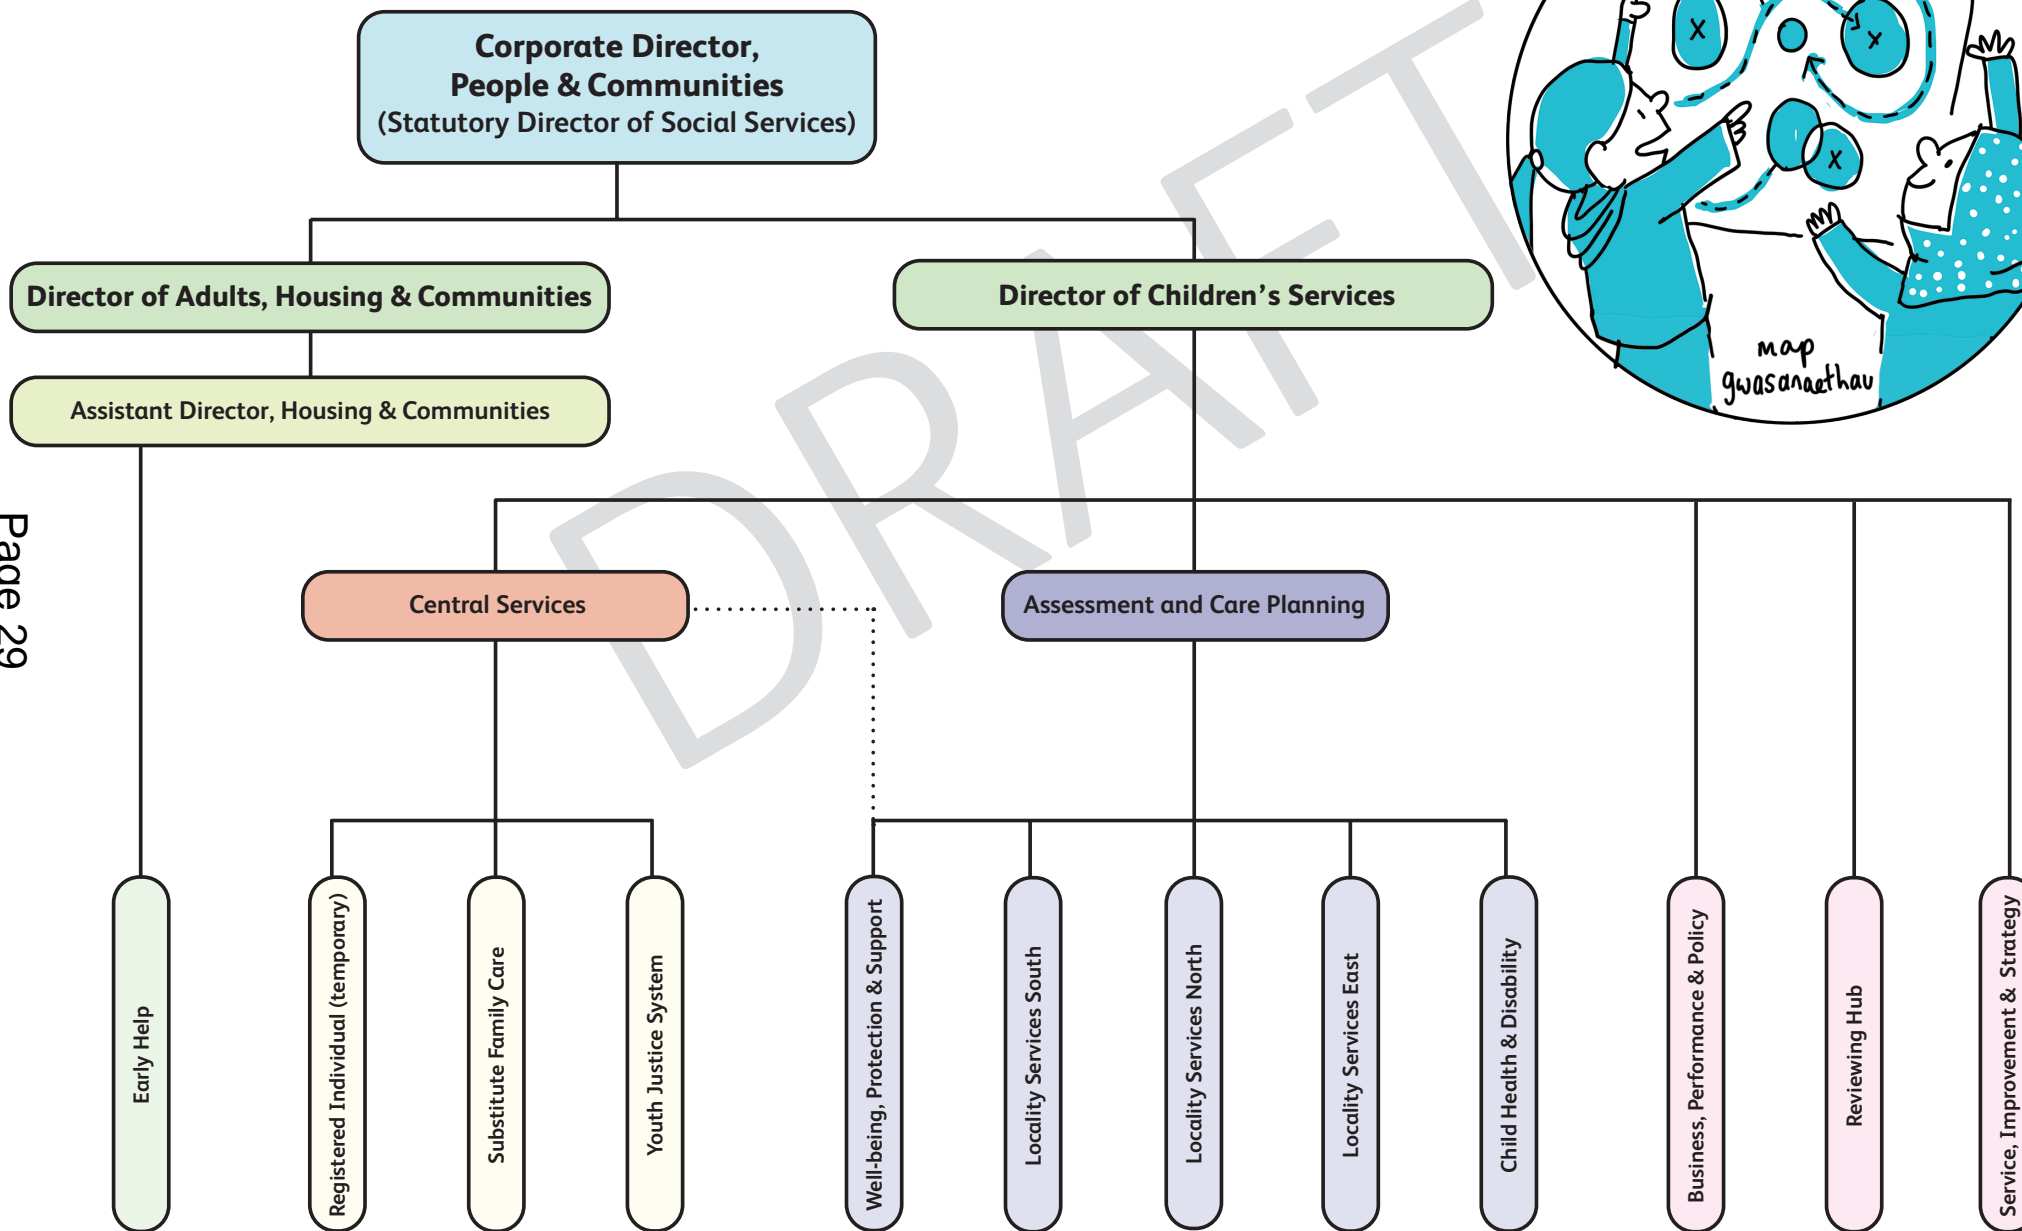 Corporate Director,
People & Communities
(Statutory Director of Social Services)
Director of Adults, Housing & Communities
Director of Children’s Services
Assistant Director, Housing & Communities
map
gwasanaethau
Central Services
Assessment and Care Planning
Early Help
Registered Individual (temporary)
Substitute Family Care
Youth Justice System
Well-being, Protection & Support
Locality Services South
Locality Services North
Locality Services East
Child Health & Disability
Business, Performance & Policy
Reviewing Hub
Service, Improvement & Strategy
Page 29
DRAFT
X
X
X